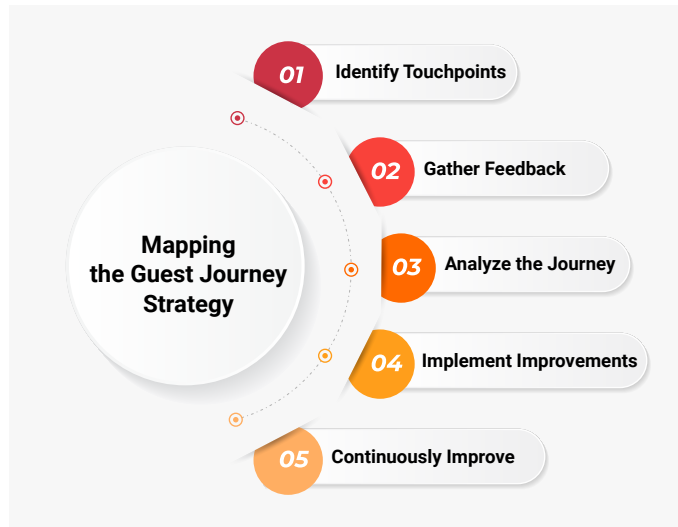 Mapping
the Guest Journey
Strategy
01 Identify Touchpoints
02 Gather Feedback
03 Analyze the Journey
04 Implement Improvements
05 Continuously Improve